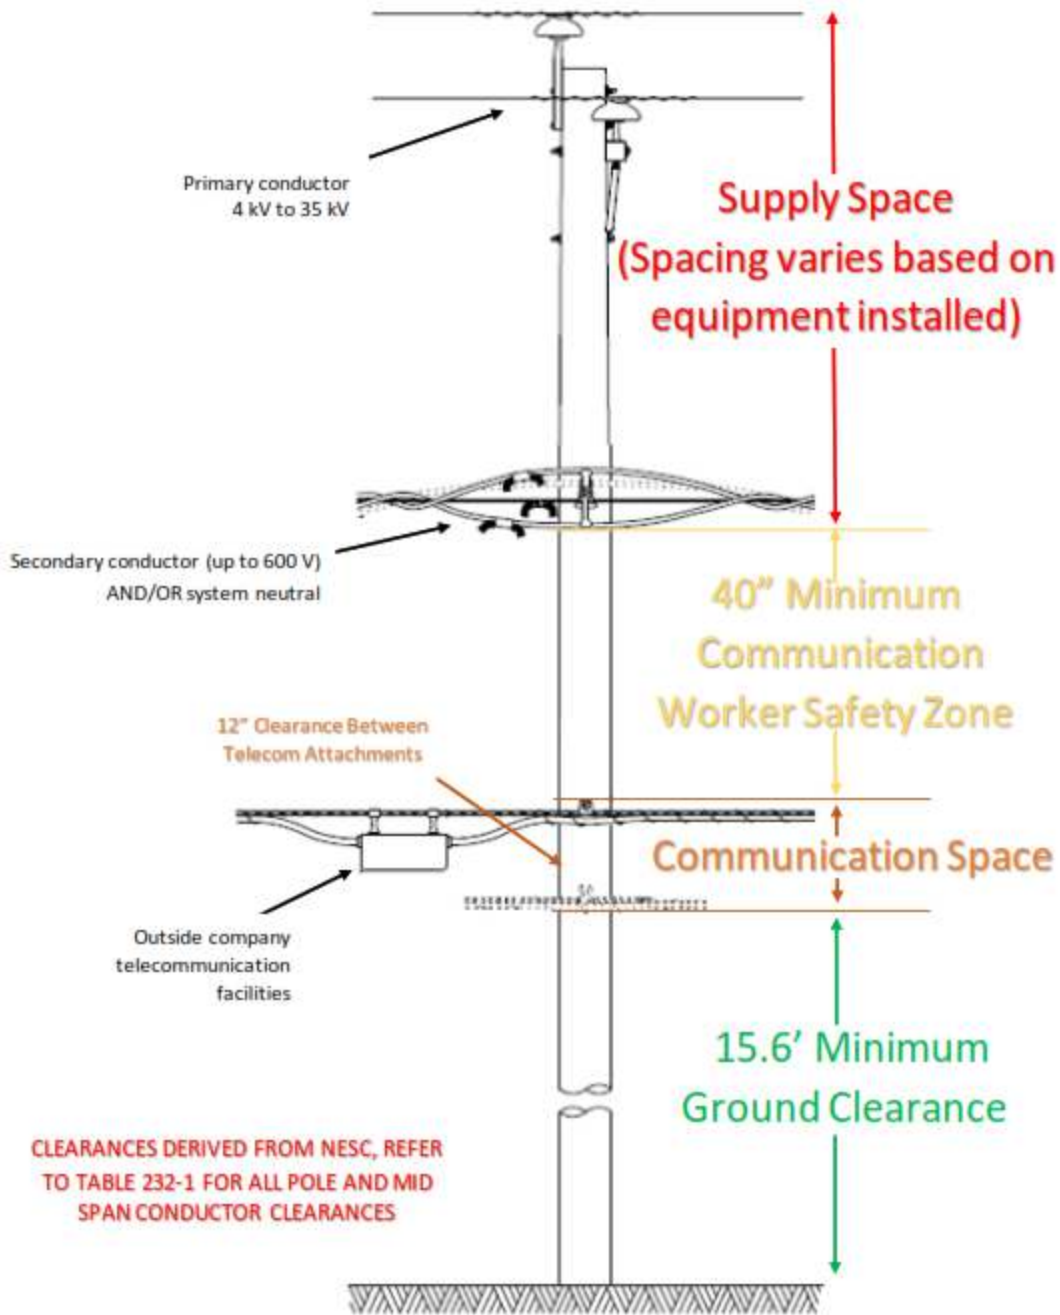 Primary conductor
4 kV to 35 kV
Supply Space
(Spacing varies based on
equipment installed)
Secondary conductor (up to 600 V)
AND/OR system neutral
40” Minimum
Communication
Worker Safety Zone
12” Clearance Between
Telecom Attachments
Communication Space
Outside company
telecommunication
facilities
15.6’ Minimum
Ground Clearance
CLEARANCES DERIVED FROM NESC, REFER
TO TABLE 232-1 FOR ALL POLE AND MID
SPAN CONDUCTOR CLEARANCES